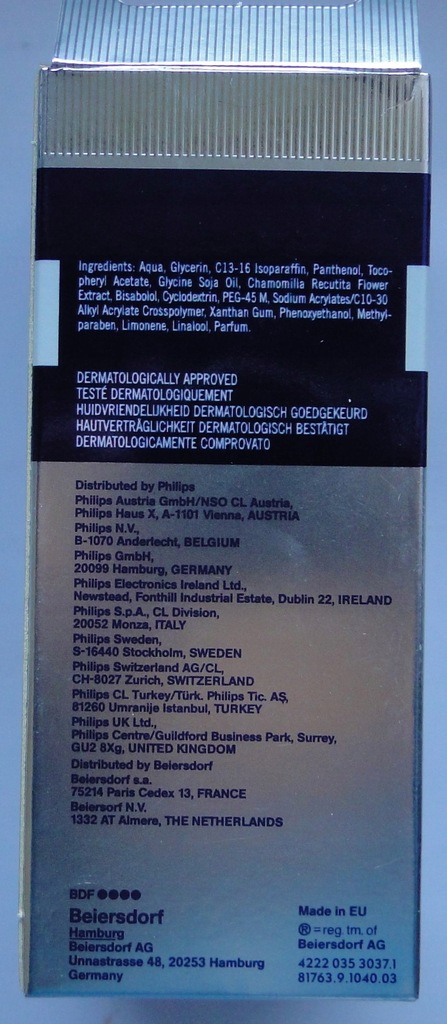 Ingredients: Aqua, Glycerin, C13-16 Isoparaffin, Panthenol, Toco-
pheryl Acetate, Glycine Soja Oil, Chamomilla Recutita Flower
Extract, Bisabolol, Cyclodextrin, PEG-45 M, Sodium Acrylates/C10-30
Alkyl Acrylate Crosspolymer, Xanthan Gum, Phenoxyethanol, Methyl-
paraben, Limonene, Linalool, Parfum.
DERMATOLOGICALLY APPROVED
TESTÉ DERMATOLOGIQUEMENT
HUIDVRIENDELIJKHEID DERMATOLOGISCH GOEDGEKEURD
HAUTVERTRÄGLICHKEIT DERMATOLOGISCH BESTÄTIGT
DERMATOLOGICAMENTE COMPROVATO
Distributed by Philips
Philips Austria GmbH/NSO CL Austria,
Philips Haus X, A-1101 Vienna, AUSTRIA
Philips N.V.,
B-1070 Anderlecht, BELGIUM
Philips GmbH,
20099 Hamburg, GERMANY
Philips Electronics Ireland Ltd.,
Newstead, Fonthill Industrial Estate, Dublin 22, IRELAND
Philips S.p.A., CL Division,
20052 Monza, ITALY
Philips Sweden,
S-16440 Stockholm, SWEDEN
Philips Switzerland AG/CL,
CH-8027 Zurich, SWITZERLAND
Philips CL Turkey/Türk. Philips Tic. AŞ,
81260 Umranije Istanbul, TURKEY
Philips UK Ltd.,
Philips Centre/Guildford Business Park, Surrey,
GU2 8Xg, UNITED KINGDOM
Distributed by Beiersdorf
Beiersdorf s.a.
75214 Paris Cedex 13, FRANCE
Beiersorf N.V.
1332 AT Almere, THE NETHERLANDS
BDF ●●●●
Beiersdorf
Hamburg
Beiersdorf AG
Unnastrasse 48, 20253 Hamburg
Germany
Made in EU
® = reg. tm. of
Beiersdorf AG
4222 035 3037.1
81763.9.1040.03